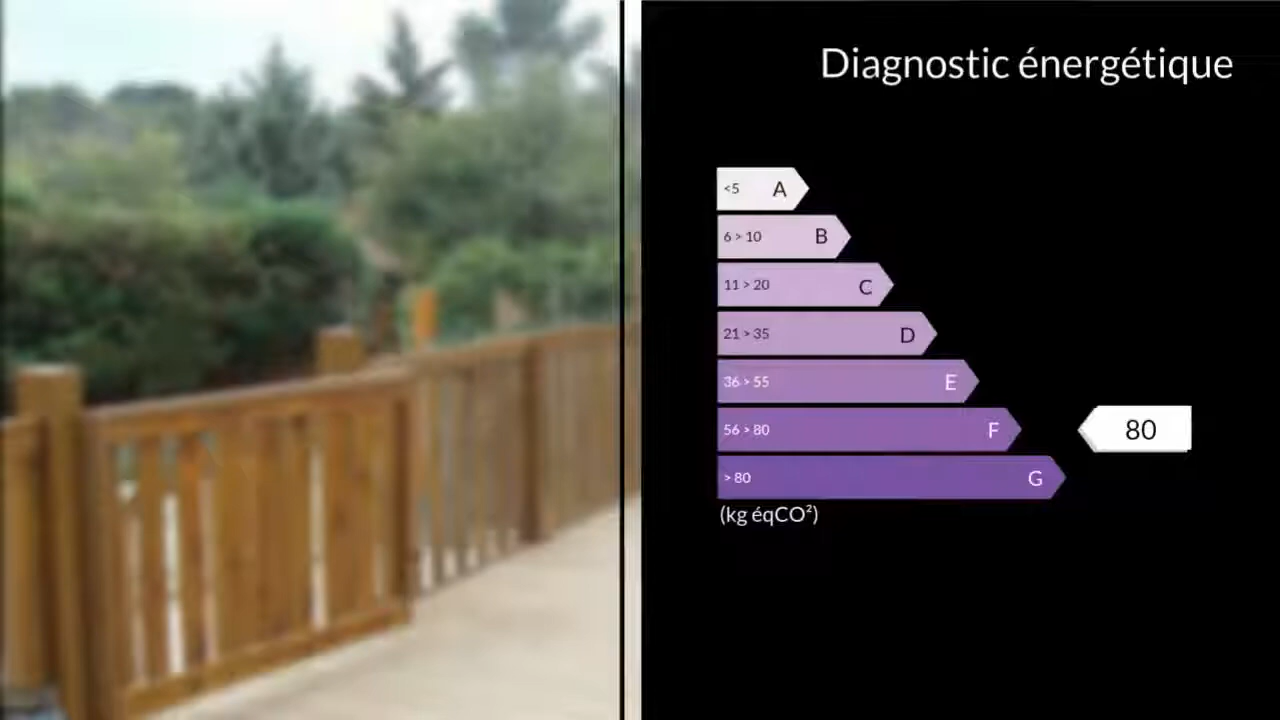 Diagnostic énergétique
<5 A
6 > 10 B
11 > 20 C
21 > 35 D
36 > 55 E
56 > 80 F 80
> 80 G
(kg éqCO²)